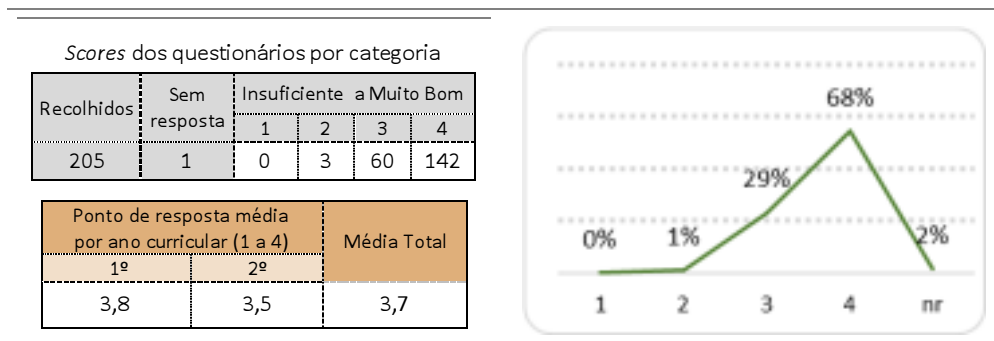 Scores dos questionários por categoria
Recolhidos
Sem
resposta
Insuficiente a Muito Bom
1 2 3 4
205 1 0 3 60 142
Ponto de resposta média
por ano curricular (1 a 4)
Média Total
1º 2º
3,8 3,5 3,7
68%
29%
0% 1% 2%
1 2 3 4 nr